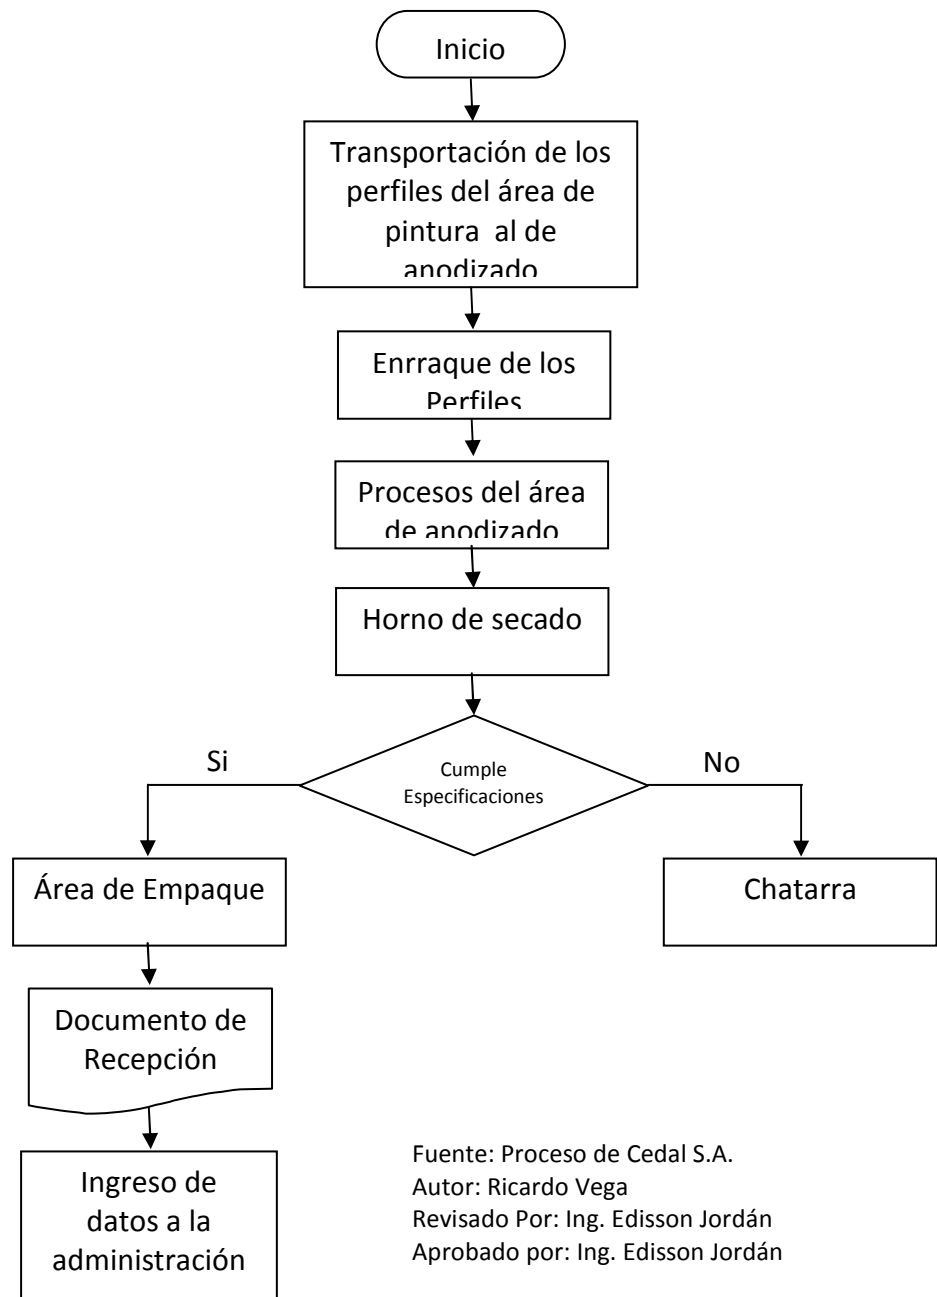 Inicio
Transportación de los
perfiles del área de
pintura al de
anodizado
Enrraque de los
Perfiles
Procesos del área
de anodizado
Horno de secado
Cumple
Especificaciones
Si
No
Área de Empaque
Chatarra
Documento de
Recepción
Ingreso de
datos a la
administración
Fuente: Proceso de Cedal S.A.
Autor: Ricardo Vega
Revisado Por: Ing. Edisson Jordán
Aprobado por: Ing. Edisson Jordán